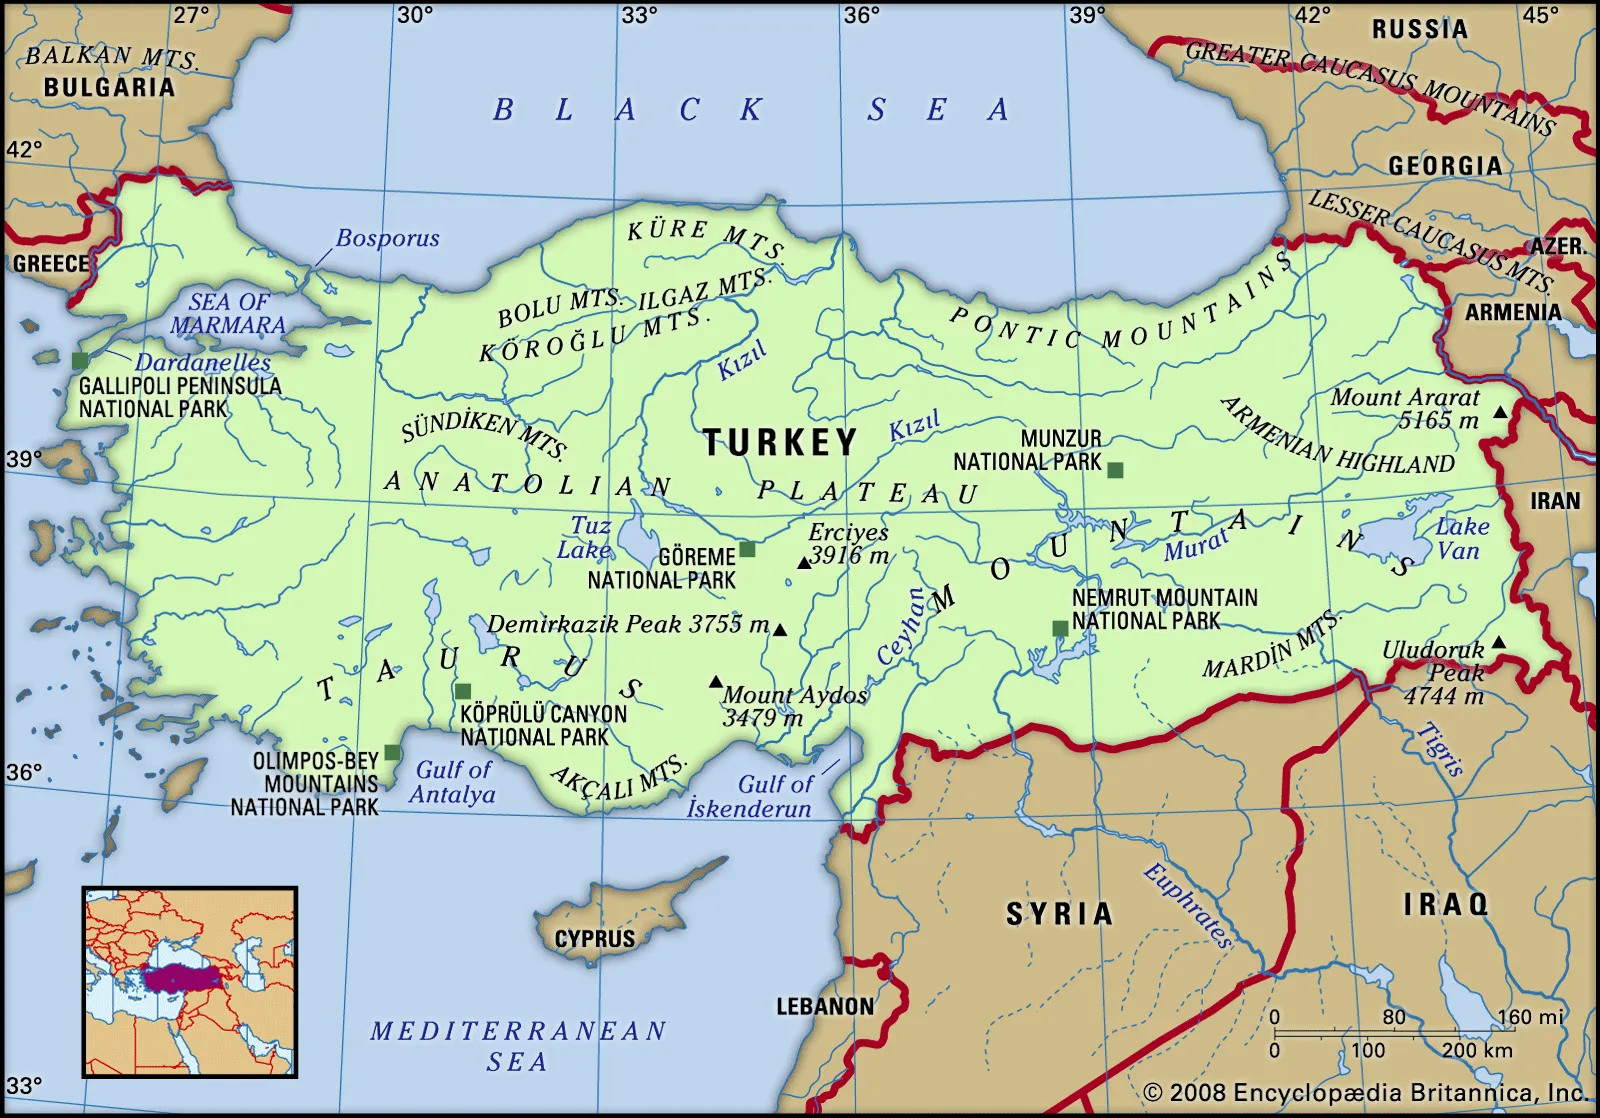 27°
30°
33°
36°
39°
42°
45°
RUSSIA
BALKAN MTS.
BULGARIA
GREATER CAUCASUS MOUNTAINS
BLACK SEA
42°
GEORGIA
LESSER CAUCASUS MTS.
AZER.
ARMENIA
KÜRE MTS.
Bosporus
GREECE
SEA OF
MARMARA
BOLU MTS.
ILGAZ MTS.
KÖROĞLU MTS.
PONTIC MOUNTAINS
Kızıl
Dardanelles
GALLIPOLI PENINSULA
NATIONAL PARK
Mount Ararat
5165 m
SÜNDİKEN MTS.
TURKEY
Kızıl
MUNZUR
NATIONAL PARK
ARMENIAN HIGHLAND
39°
ANATOLIAN PLATEAU
IRAN
Tuz
Lake
Erciyes
3916 m
GÖREME
NATIONAL PARK
Murat
Lake
Van
TAURUS MOUNTAINS
Ceyhan
NEMRUT MOUNTAIN
NATIONAL PARK
Demirkazik Peak 3755 m
MARDİN MTS.
Uludoruk
Peak
4744 m
Mount Aydos
3479 m
KÖPRÜLÜ CANYON
NATIONAL PARK
OLIMPOS-BEY
MOUNTAINS
NATIONAL PARK
Gulf of
Antalya
AKÇALI MTS.
Gulf of
İskenderun
Tigris
36°
Euphrates
SYRIA
IRAQ
CYPRUS
LEBANON
MEDITERRANEAN
SEA
0 80 160 mi
0 100 200 km
33°
© 2008 Encyclopædia Britannica, Inc.